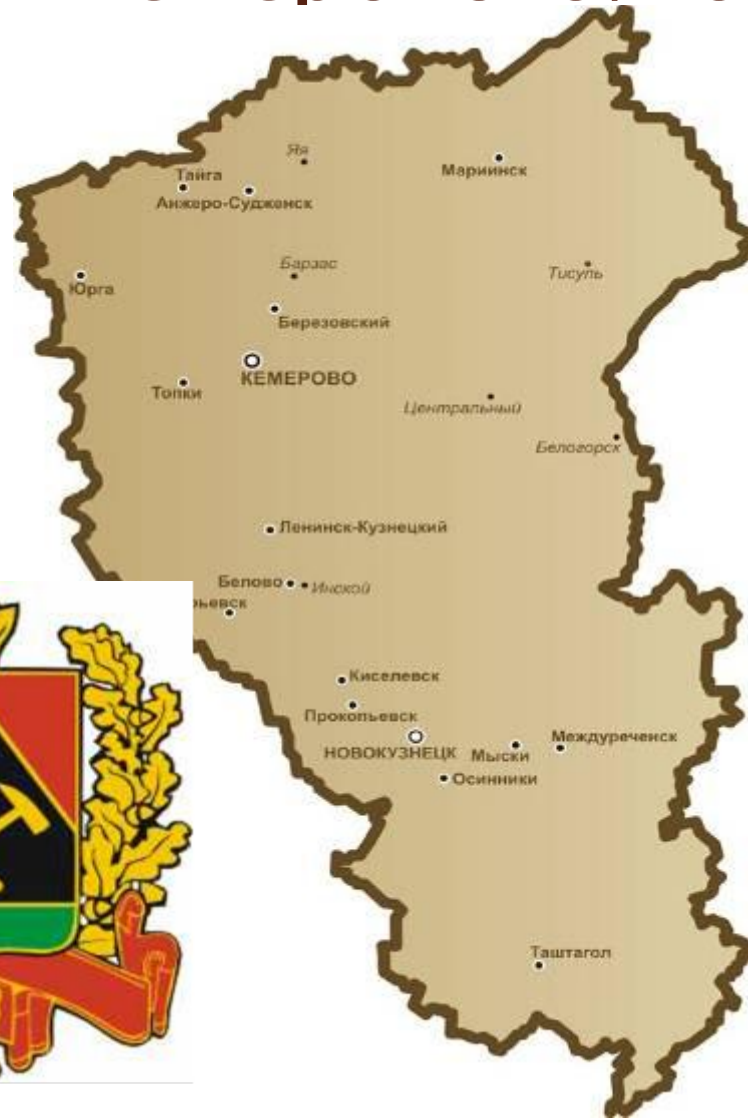 Яя
Тайга
Мариинск
Анжеро-Судженск
Барзас
Тисуль
Юрга
Березовский
КЕМЕРОВО
Топки
Центральный
Белогорск
Ленинск-Кузнецкий
Белово
Инской
рьевск
Киселевск
Прокопьевск
НОВОКУЗНЕЦК
Мыски
Междуреченск
Осинники
Таштагол